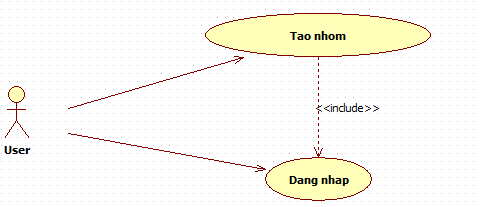 Tao nhom
<<include>>
User
Dang nhap